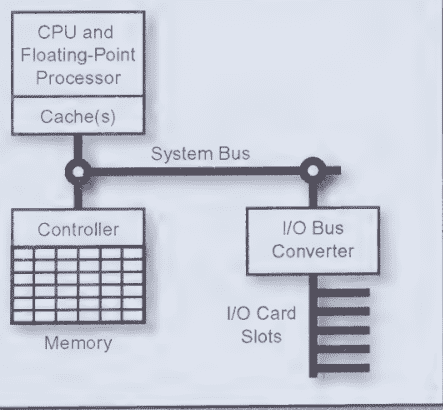 CPU and
Floating-Point
Processor
Cache(s)
System Bus
Controller
I/O Bus
Converter
I/O Card
Slots
Memory